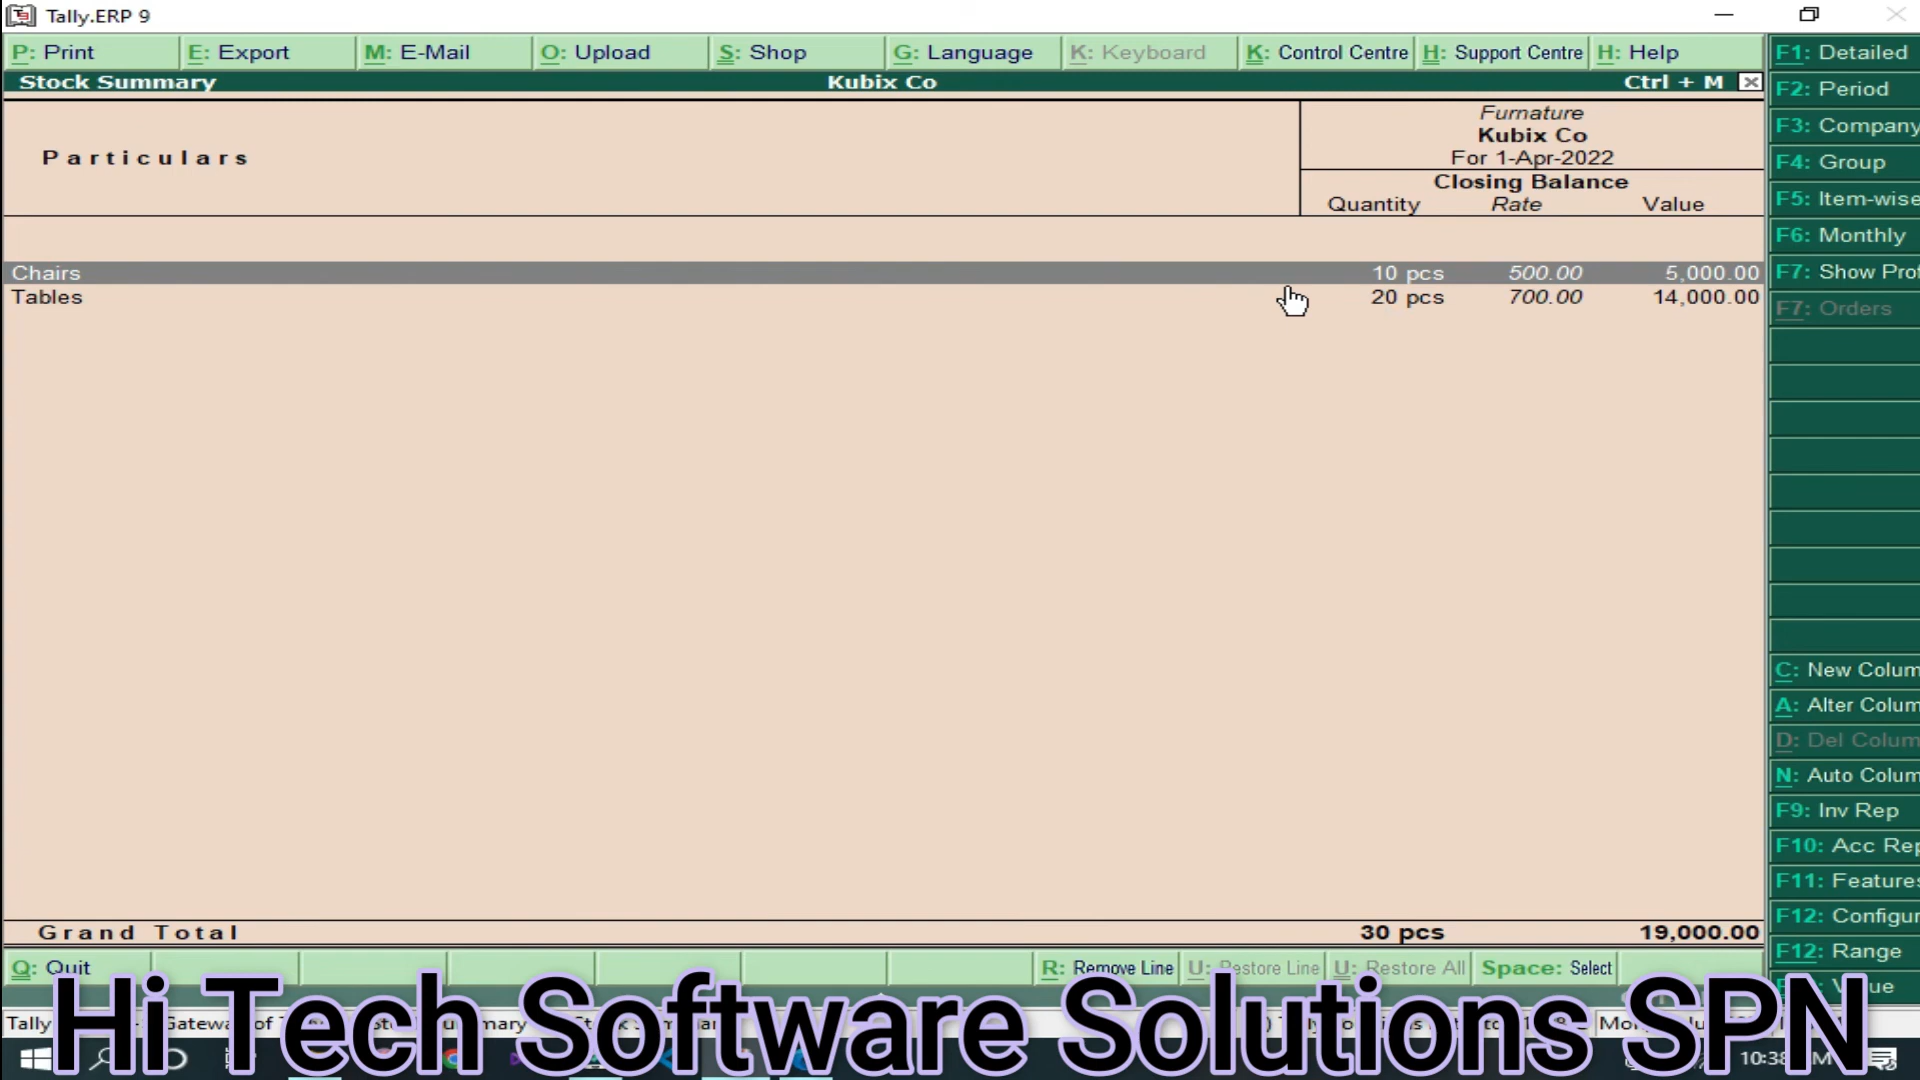 Tally.ERP 9
P: Print E: Export M: E-Mail O: Upload S: Shop G: Language K: Keyboard K: Control Centre H: Support Centre H: Help
Stock Summary Kubix Co Ctrl + M
Particulars
Furnature
Kubix Co
For 1-Apr-2022
Closing Balance
Quantity Rate Value
Chairs 10 pcs 500.00 5,000.00
Tables 20 pcs 700.00 14,000.00
Grand Total 30 pcs 19,000.00
Q: Quit R: Remove Line U: Restore Line U: Restore All Space: Select
F1: Detailed
F2: Period
F3: Company
F4: Group
F5: Item-wise
F6: Monthly
F7: Show Prof
F7: Orders
C: New Colum
A: Alter Colum
D: Del Colum
N: Auto Colum
F9: Inv Rep
F10: Acc Rep
F11: Features
F12: Configur
F12: Range
Value
Tally
Hi Tech Software Solutions SPN